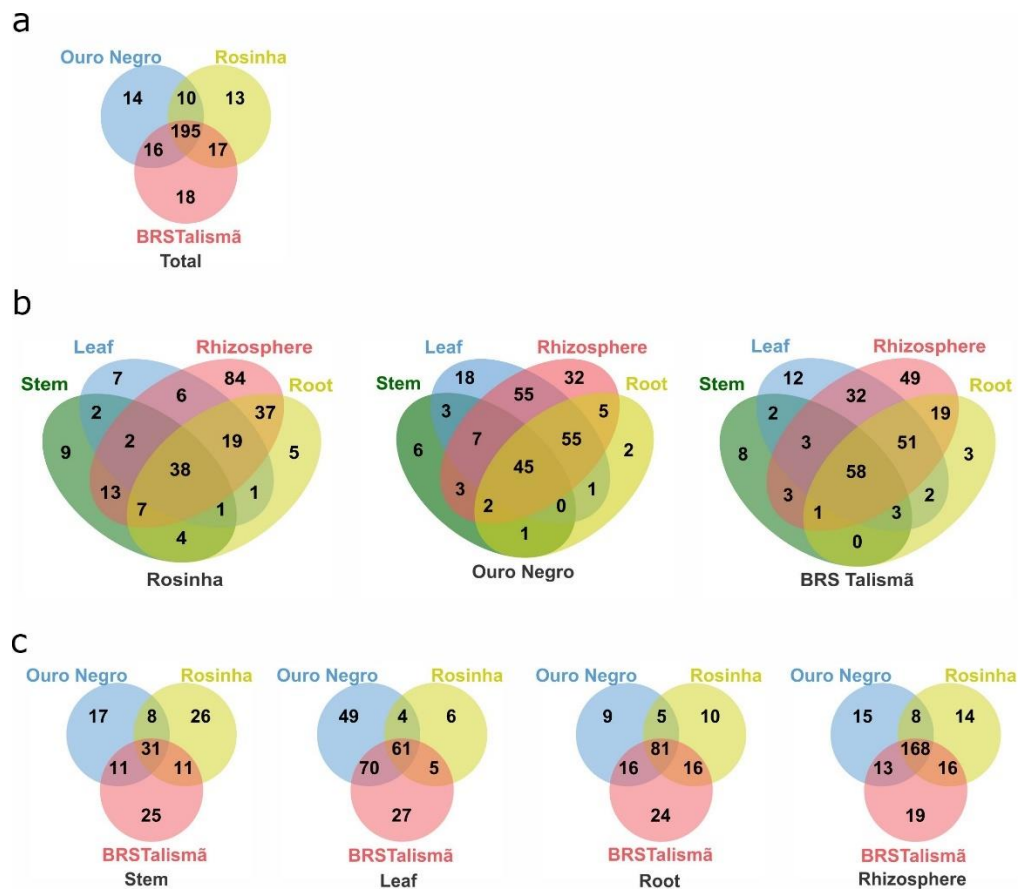 a
Ouro Negro Rosinha
14 10 13
195
16 17
18
BRSTalismã
Total
b
Leaf Rhizosphere
Stem Root
7 84
2 6 37
9 2 19 5
38
13 7 1 1
4
Rosinha
Leaf Rhizosphere
Stem Root
18 32
3 55 5
6 7 55 2
45
3 2 0 1
1
Ouro Negro
Leaf Rhizosphere
Stem Root
12 49
2 32 19
8 3 51 3
58
3 1 3 2
0
BRS Talismã
c
Ouro Negro Rosinha
17 8 26
31
11 11
25
BRSTalismã
Stem
Ouro Negro Rosinha
49 4 6
61
70 5
27
BRSTalismã
Leaf
Ouro Negro Rosinha
9 5 10
81
16 16
24
BRSTalismã
Root
Ouro Negro Rosinha
15 8 14
168
13 16
19
BRSTalismã
Rhizosphere